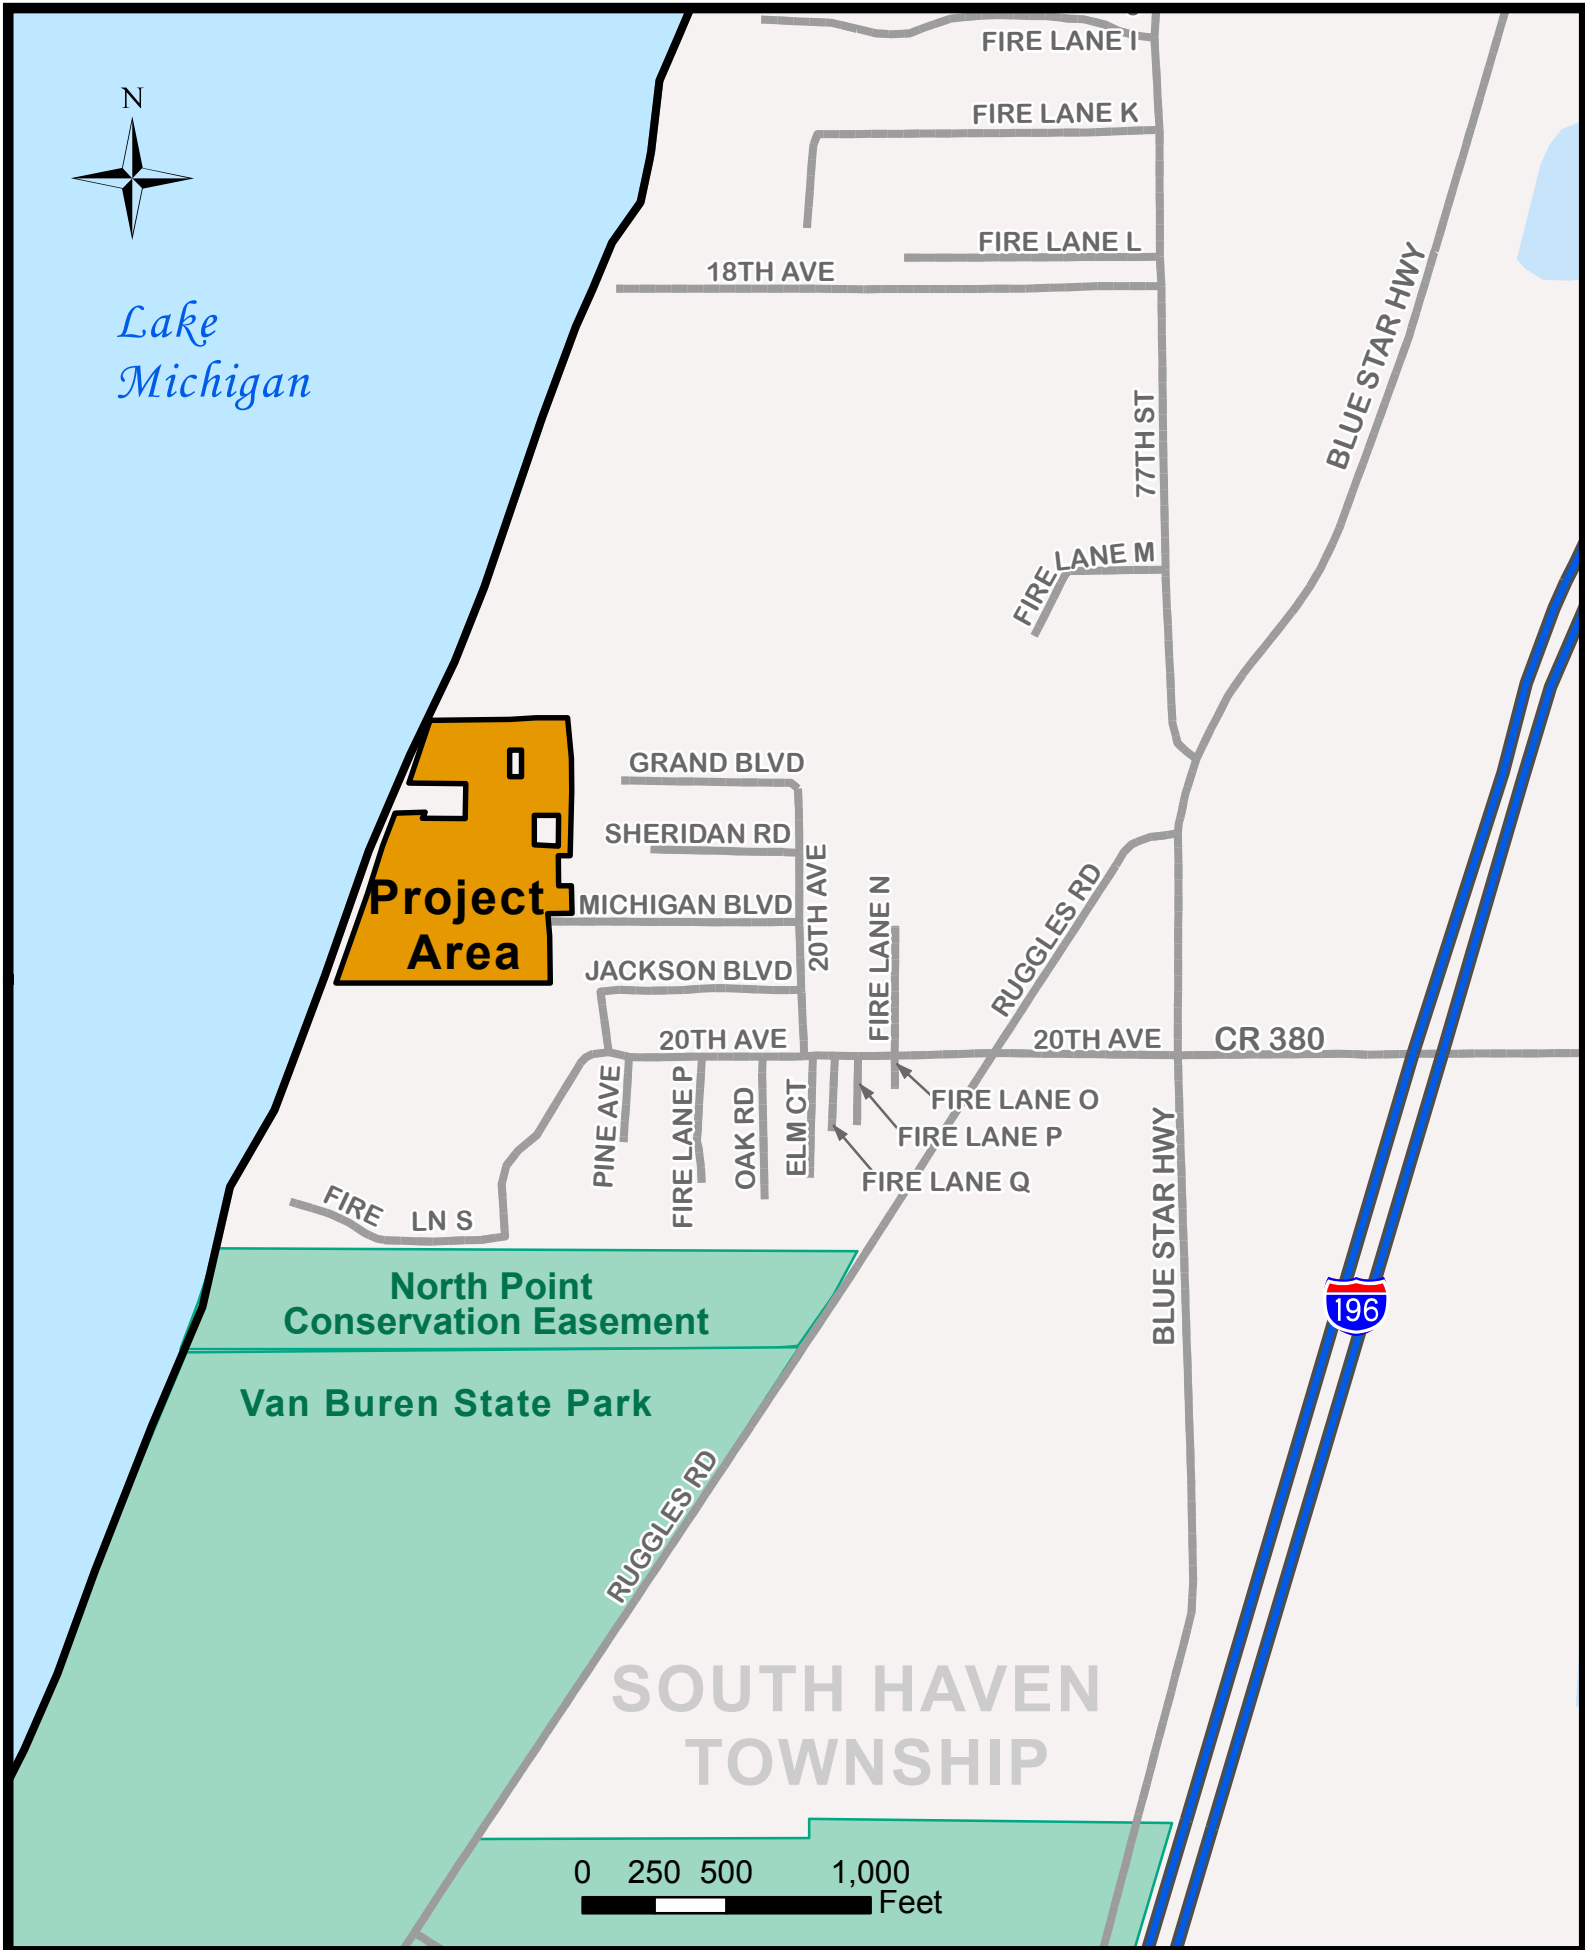 FIRE LANE I
N
FIRE LANE K
FIRE LANE L
18TH AVE
Lake
Michigan
BLUE STAR HWY
77TH ST
FIRE LANE M
GRAND BLVD
SHERIDAN RD
20TH AVE
Project
Area
MICHIGAN BLVD
FIRE LANE N
RUGGLES RD
JACKSON BLVD
20TH AVE
20TH AVE
CR 380
PINE AVE
FIRE LANE P
OAK RD
ELM CT
FIRE LANE O
FIRE LANE P
FIRE LANE Q
BLUE STAR HWY
FIRE LN S
North Point
Conservation Easement
196
Van Buren State Park
RUGGLES RD
SOUTH HAVEN
TOWNSHIP
0 250 500 1,000
Feet